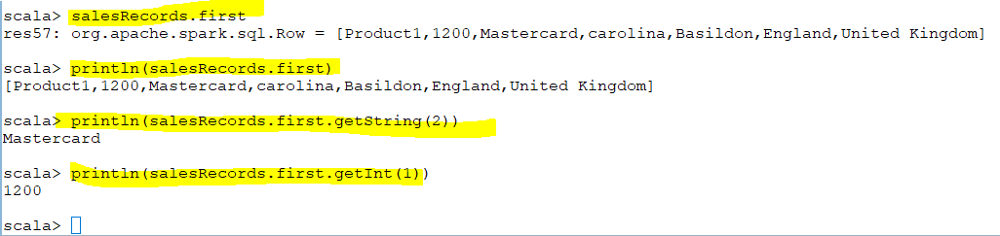 scala> salesRecords.first
res57: org.apache.spark.sql.Row = [Product1,1200,Mastercard,carolina,Basildon,England,United Kingdom]
scala> println(salesRecords.first)
[Product1,1200,Mastercard,carolina,Basildon,England,United Kingdom]
scala> println(salesRecords.first.getString(2))
Mastercard
scala> println(salesRecords.first.getInt(1))
1200
scala>